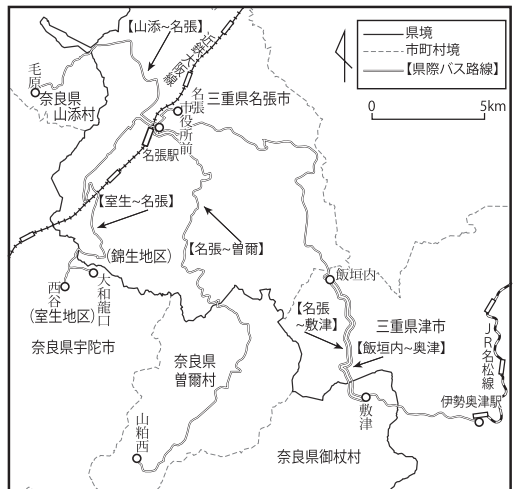 県境
市町村境
【県際バス路線】
0
5km
【山添~名張】
近鉄大阪線
毛原
奈良県
山添村
名張
市役所前
三重県名張市
名張駅
【室生~名張】
(錦生地区)
【名張~曽爾】
飯垣内
西谷
大和龍口
(室生地区)
奈良県宇陀市
【名張
~敷津】
三重県津市
【飯垣内~奥津】
JR名松線
奈良県
曽爾村
伊勢奥津駅
敷津
山粕西
奈良県御杖村